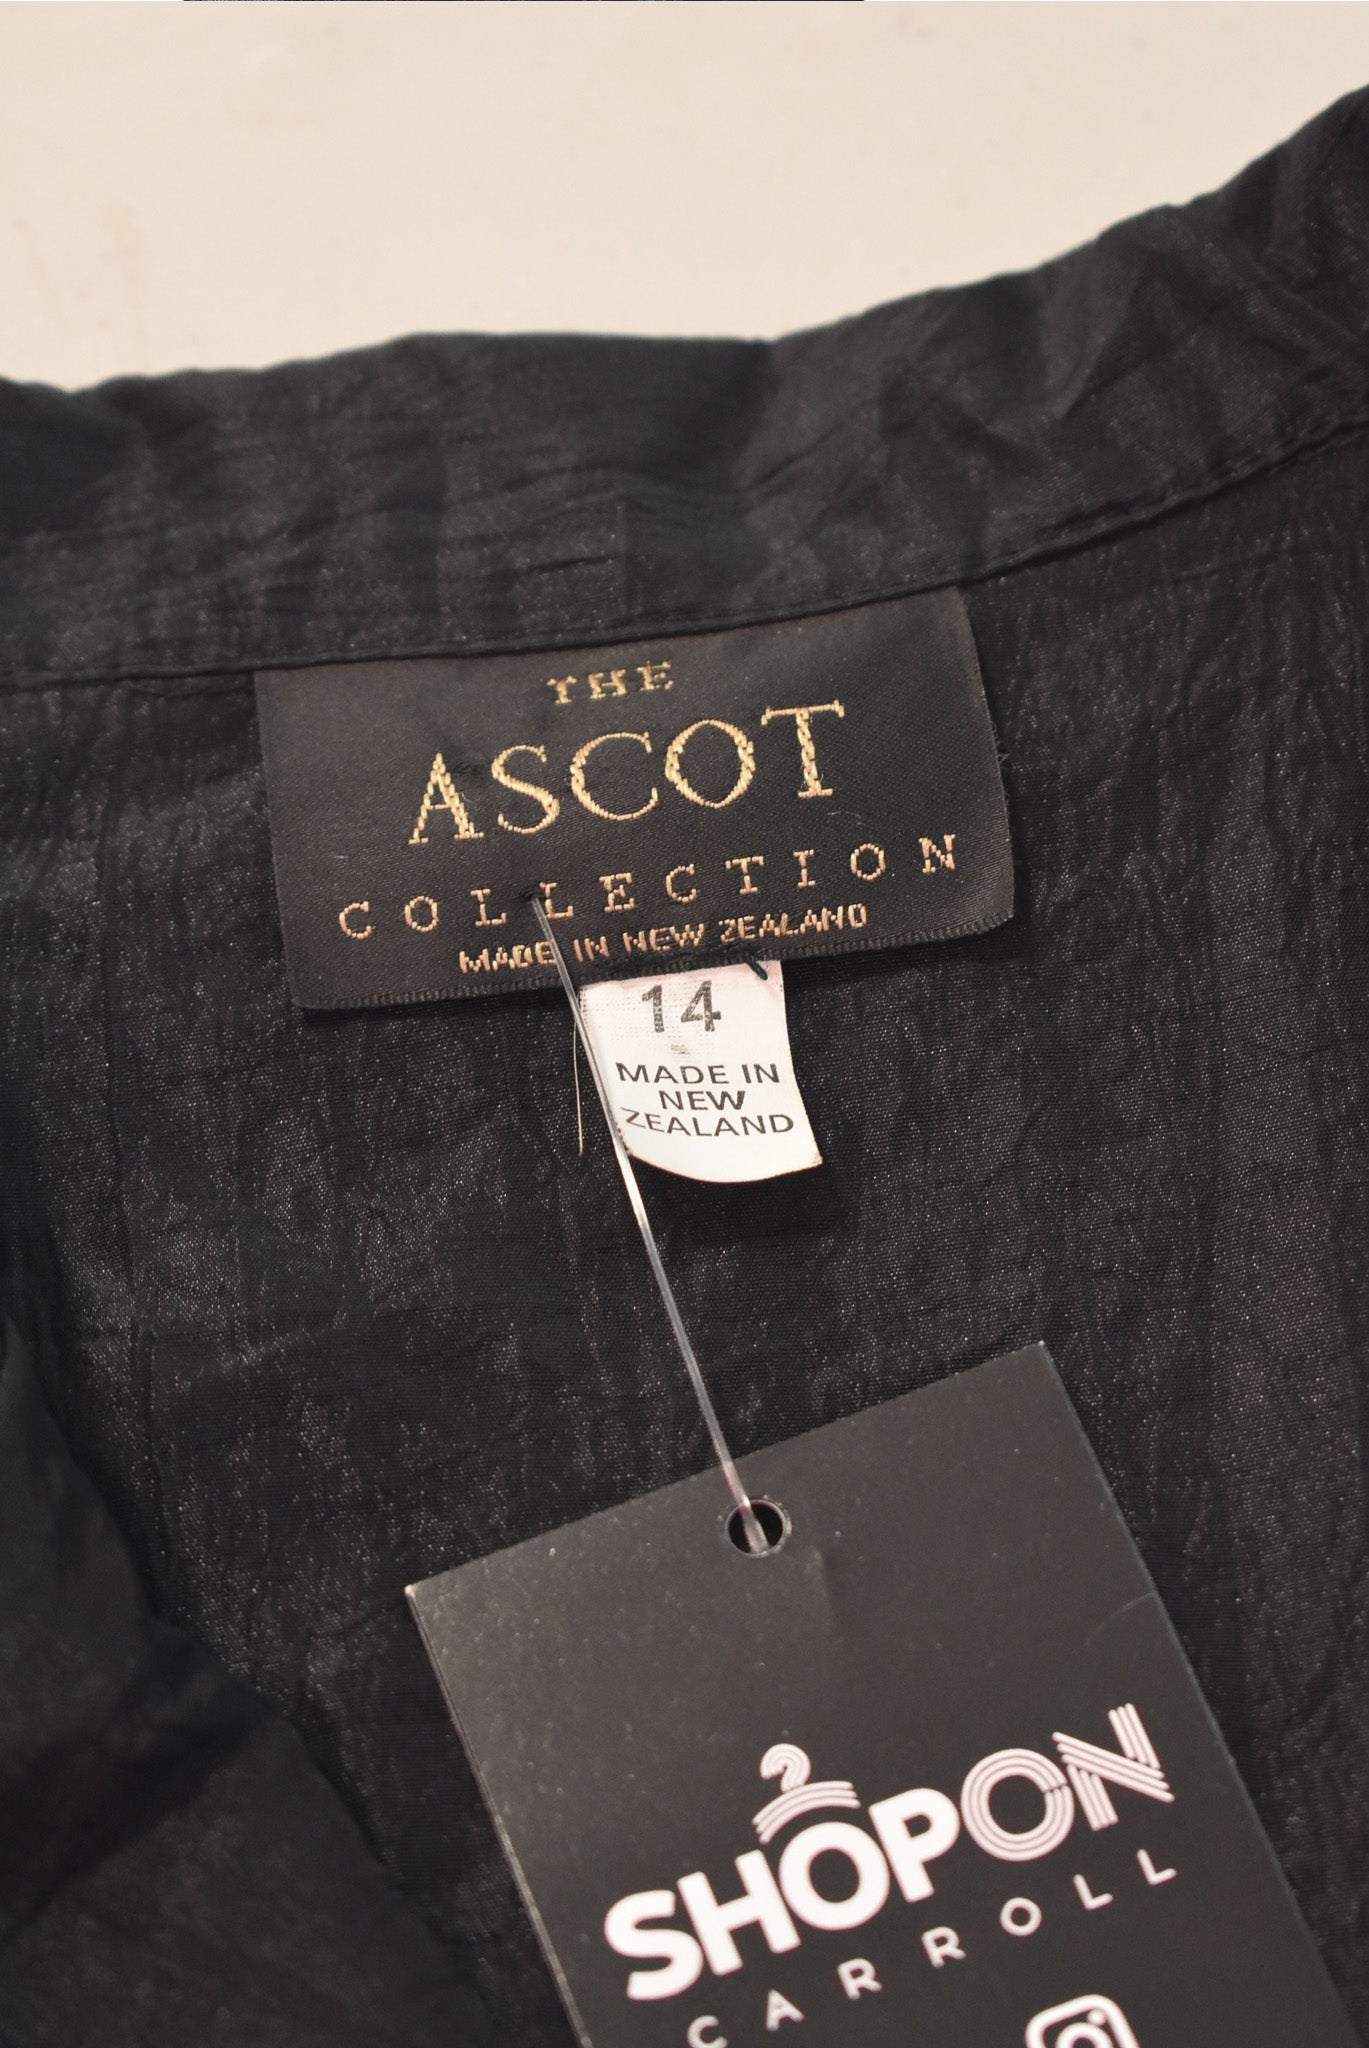 THE
ASCOT
COLLECTION
MADE IN NEW ZEALAND
14
MADE IN
NEW
ZEALAND
SHOPON
CARROLL